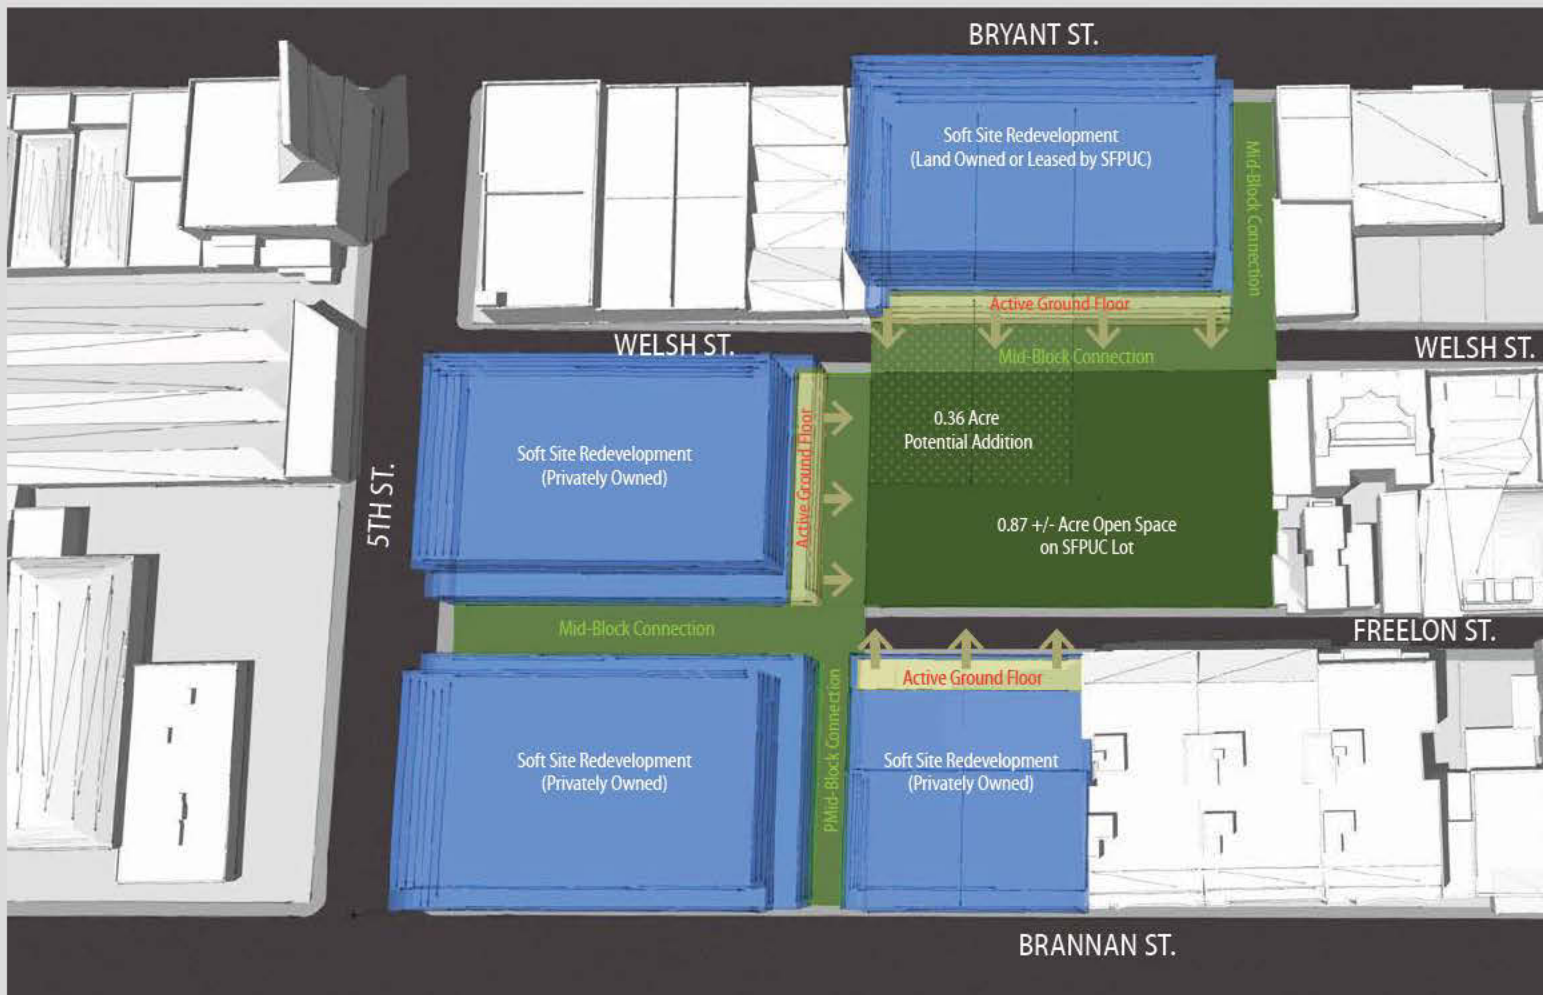 BRYANT ST.
Soft Site Redevelopment
(Land Owned or Leased by SFPUC)
Mid-Block Connection
Active Ground Floor
WELSH ST.
Mid-Block Connection
WELSH ST.
0.36 Acre
Potential Addition
Soft Site Redevelopment
(Privately Owned)
Active Ground Floor
5TH ST.
0.87 +/- Acre Open Space
on SFPUC Lot
Mid-Block Connection
FREELON ST.
Active Ground Floor
PMid-Block Connection
Soft Site Redevelopment
(Privately Owned)
Soft Site Redevelopment
(Privately Owned)
BRANNAN ST.